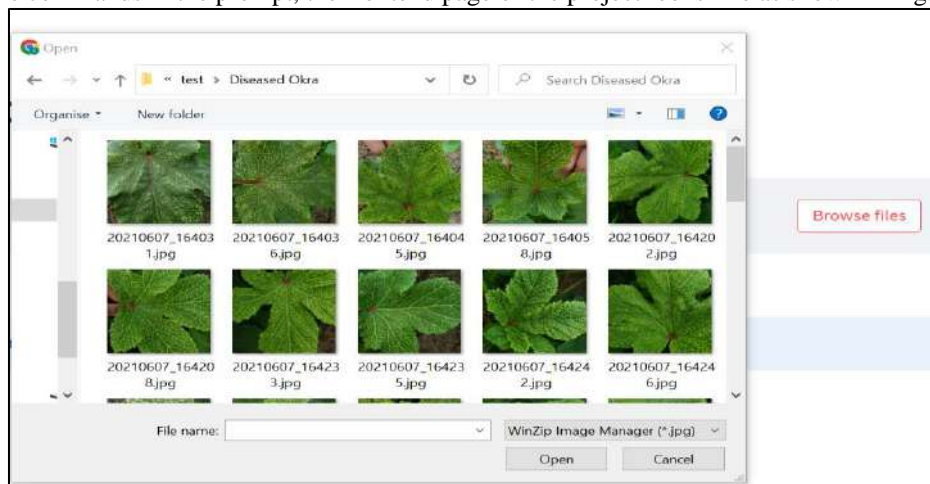 Open
« test > Diseased Okra
Search Diseased Okra
Organise
New folder
Browse files
20210607_16403
1.jpg
20210607_16403
6.jpg
20210607_16404
5.jpg
20210607_16405
8.jpg
20210607_16420
2.jpg
20210607_16420
8.jpg
20210607_16423
3.jpg
20210607_16423
5.jpg
20210607_16424
2.jpg
20210607_16424
6.jpg
File name:
WinZip Image Manager (*.jpg)
Open
Cancel